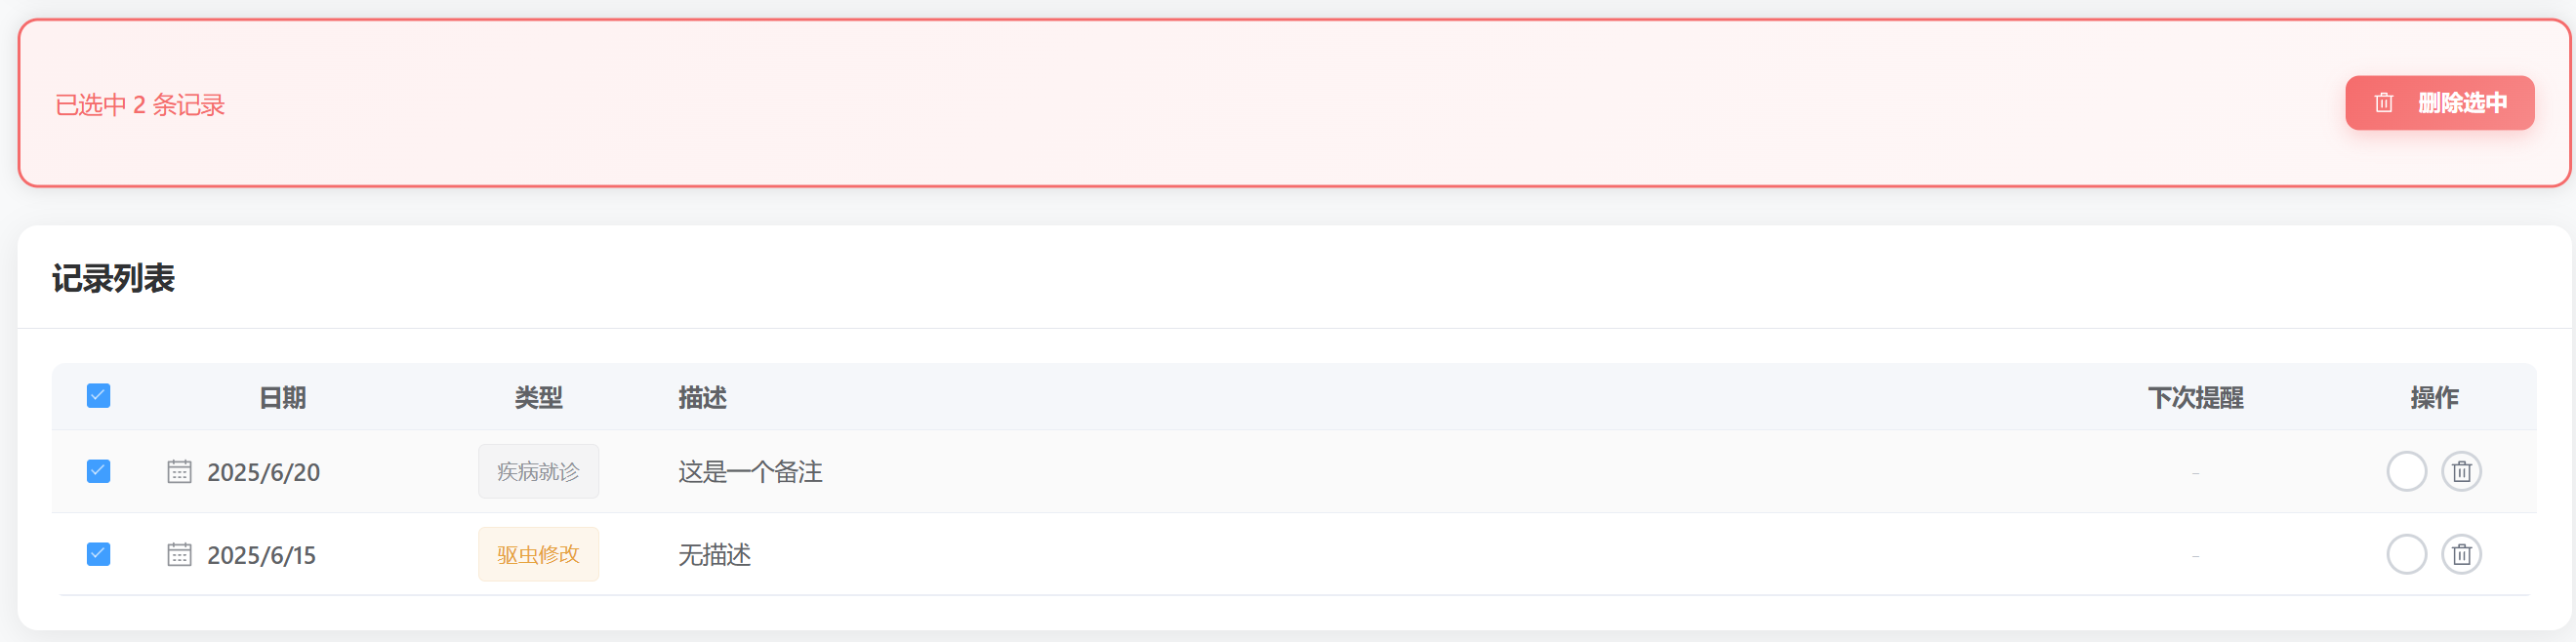 已选中 2 条记录
删除选中
记录列表
日期 类型 描述 下次提醒 操作
2025/6/20 疾病就诊 这是一个备注 -
2025/6/15 驱虫修改 无描述 -